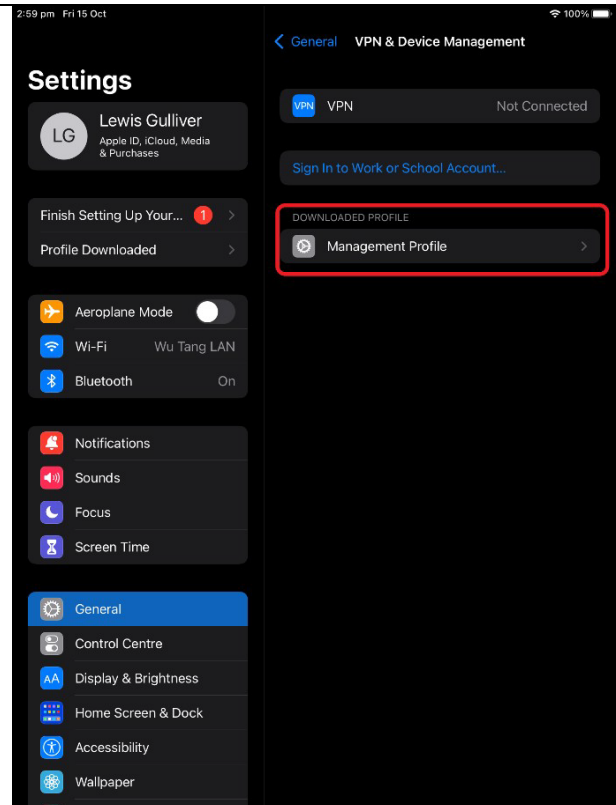 2:59 pm Fri 15 Oct
100%
Settings
LG
Lewis Gulliver
Apple ID, iCloud, Media
& Purchases
Finish Setting Up Your... 1
Profile Downloaded
Aeroplane Mode
Wi-Fi Wu Tang LAN
Bluetooth On
Notifications
Sounds
Focus
Screen Time
General
Control Centre
AA Display & Brightness
Home Screen & Dock
Accessibility
Wallpaper
General VPN & Device Management
VPN VPN Not Connected
Sign In to Work or School Account...
DOWNLOADED PROFILE
Management Profile